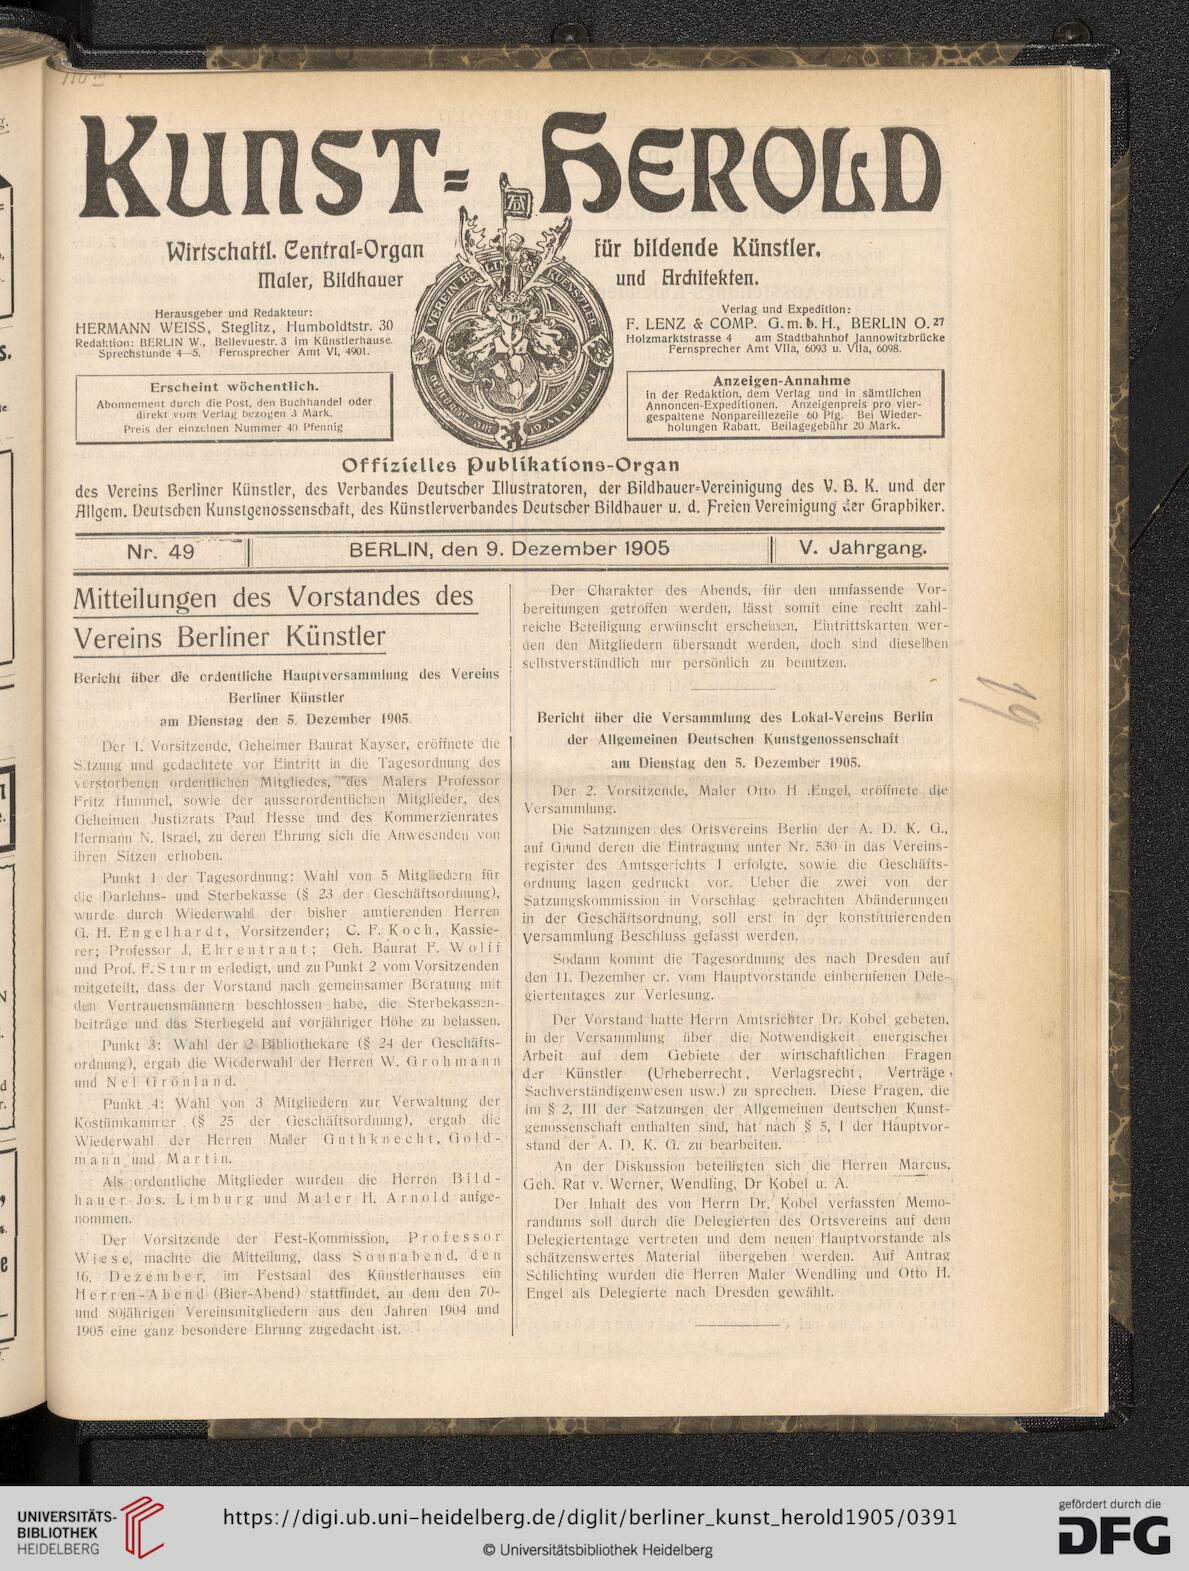 KUNST= HEROLD
Wirtschaftl. Central=Organ
Maler, Bildhauer
für bildende Künstler,
und Architekten.
Herausgeber und Redakteur:
HERMANN WEISS, Steglitz, Humboldtstr. 30
Redaktion: BERLIN W., Bellevuestr. 3 im Künstlerhause.
Sprechstunde 4—5. Fernsprecher Amt VI, 4901.
Erscheint wöchentlich.
Abonnement durch die Post, den Buchhandel oder
direkt vom Verlag bezogen 3 Mark.
Preis der einzelnen Nummer 40 Pfennig
VEREIN BERLINER KUENSTLER
Verlag und Expedition:
F. LENZ & COMP. G. m. b. H., BERLIN O. 27
Holzmarktstrasse 4 am Stadtbahnhof Jannowitzbrücke
Fernsprecher Amt VIIa, 6093 u. VIIa, 6098.
Anzeigen-Annahme
in der Redaktion, dem Verlag und in sämtlichen
Annoncen-Expeditionen. Anzeigenpreis pro vier-
gespaltene Nonpareillezeile 60 Pfg. Bei Wieder-
holungen Rabatt. Beilagegebühr 20 Mark.
Offizielles Publikations-Organ
des Vereins Berliner Künstler, des Verbandes Deutscher Illustratoren, der Bildhauer=Vereinigung des V. B. K. und der
Allgem. Deutschen Kunstgenossenschaft, des Künstlerverbandes Deutscher Bildhauer u. d. Freien Vereinigung der Graphiker.
Nr. 49
BERLIN, den 9. Dezember 1905
V. Jahrgang.
Mitteilungen des Vorstandes des
Vereins Berliner Künstler
Bericht über die ordentliche Hauptversammlung des Vereins
Berliner Künstler
am Dienstag den 5. Dezember 1905.
Der 1. Vorsitzende, Geheimer Baurat Kayser, eröffnete die
Sitzung und gedachtete vor Eintritt in die Tagesordnung des
verstorbenen ordentlichen Mitgliedes, des Malers Professor
Fritz Hummel, sowie der ausserordentlichen Mitglieder, des
Geheimen Justizrats Paul Hesse und des Kommerzienrates
Hermann N. Israel, zu deren Ehrung sich die Anwesenden von
ihren Sitzen erhoben.
Punkt 1 der Tagesordnung: Wahl von 5 Mitgliedern für
die Darlehns- und Sterbekasse (§ 23 der Geschäftsordnung),
wurde durch Wiederwahl der bisher amtierenden Herren
G. H. Engelhardt, Vorsitzender; C. F. Koch, Kassie-
rer; Professor J. Ehrentraut; Geh. Baurat F. Wolff
und Prof. F. Sturm erledigt, und zu Punkt 2 vom Vorsitzenden
mitgeteilt, dass der Vorstand nach gemeinsamer Beratung mit
den Vertrauensmännern beschlossen habe, die Sterbekassen-
beiträge und das Sterbegeld auf vorjähriger Höhe zu belassen.
Punkt 3: Wahl der 2 Bibliothekare (§ 24 der Geschäfts-
ordnung), ergab die Wiederwahl der Herren W. Grohmann
und Nel Grönland.
Punkt 4: Wahl von 3 Mitgliedern zur Verwaltung der
Kostümkammer (§ 25 der Geschäftsordnung), ergab die
Wiederwahl der Herren Maler Guthknecht, Gold-
mann und Martin.
Als ordentliche Mitglieder wurden die Herren Bild-
hauer Jos. Limburg und Maler H. Arnold aufge-
nommen.
Der Vorsitzende der Fest-Kommission, Professor
Wiese, machte die Mitteilung, dass Sonnabend, den
16. Dezember, im Festsaal des Künstlerhauses ein
Herren-Abend (Bier-Abend) stattfindet, an dem den 70-
und 80jährigen Vereinsmitgliedern aus den Jahren 1904 und
1905 eine ganz besondere Ehrung zugedacht ist.
Der Charakter des Abends, für den umfassende Vor-
bereitungen getroffen werden, lässt somit eine recht zahl-
reiche Beteiligung erwünscht erscheinen, Eintrittskarten wer-
den den Mitgliedern übersandt werden, doch sind dieselben
selbstverständlich nur persönlich zu benutzen.
Bericht über die Versammlung des Lokal-Vereins Berlin
der Allgemeinen Deutschen Kunstgenossenschaft
am Dienstag den 5. Dezember 1905.
Der 2. Vorsitzende, Maler Otto H .Engel, eröffnete die
Versammlung.
Die Satzungen des Ortsvereins Berlin der A. D. K. G.,
auf Grund deren die Eintragung unter Nr. 530 in das Vereins-
register des Amtsgerichts I erfolgte, sowie die Geschäfts-
ordnung lagen gedruckt vor. Ueber die zwei von der
Satzungskommission in Vorschlag gebrachten Abänderungen
in der Geschäftsordnung, soll erst in der konstituierenden
Versammlung Beschluss gefasst werden.
Sodann kommt die Tagesordnung des nach Dresden auf
den 11. Dezember cr. vom Hauptvorstande einberufenen Dele-
giertentages zur Verlesung.
Der Vorstand hatte Herrn Amtsrichter Dr. Kobel gebeten,
in der Versammlung über die Notwendigkeit energischer
Arbeit auf dem Gebiete der wirtschaftlichen Fragen
der Künstler (Urheberrecht, Verlagsrecht, Verträge,
Sachverständigenwesen usw.) zu sprechen. Diese Fragen, die
im § 2, III der Satzungen der Allgemeinen deutschen Kunst-
genossenschaft enthalten sind, hat nach § 5, I der Hauptvor-
stand der A. D. K. G. zu bearbeiten.
An der Diskussion beteiligten sich die Herren Marcus,
Geh. Rat v. Werner, Wendling, Dr Kobel u. A.
Der Inhalt des von Herrn Dr. Kobel verfassten Memo-
randums soll durch die Delegierten des Ortsvereins auf dem
Delegiertentage vertreten und dem neuen Hauptvorstande als
schätzenswertes Material übergeben werden. Auf Antrag
Schlichting wurden die Herren Maler Wendling und Otto H.
Engel als Delegierte nach Dresden gewählt.
19
UNIVERSITÄTS-
BIBLIOTHEK
HEIDELBERG
https://digi.ub.uni-heidelberg.de/diglit/berliner_kunst_herold1905/0391
© Universitätsbibliothek Heidelberg
gefördert durch die
DFG